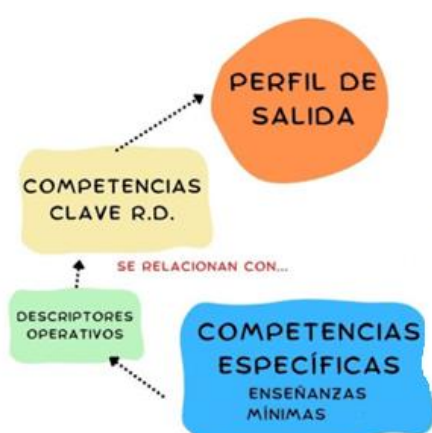 PERFIL DE
SALIDA
COMPETENCIAS
CLAVE R.D.
SE RELACIONAN CON...
DESCRIPTORES
OPERATIVOS
COMPETENCIAS
ESPECÍFICAS
ENSEÑANZAS
MÍNIMAS